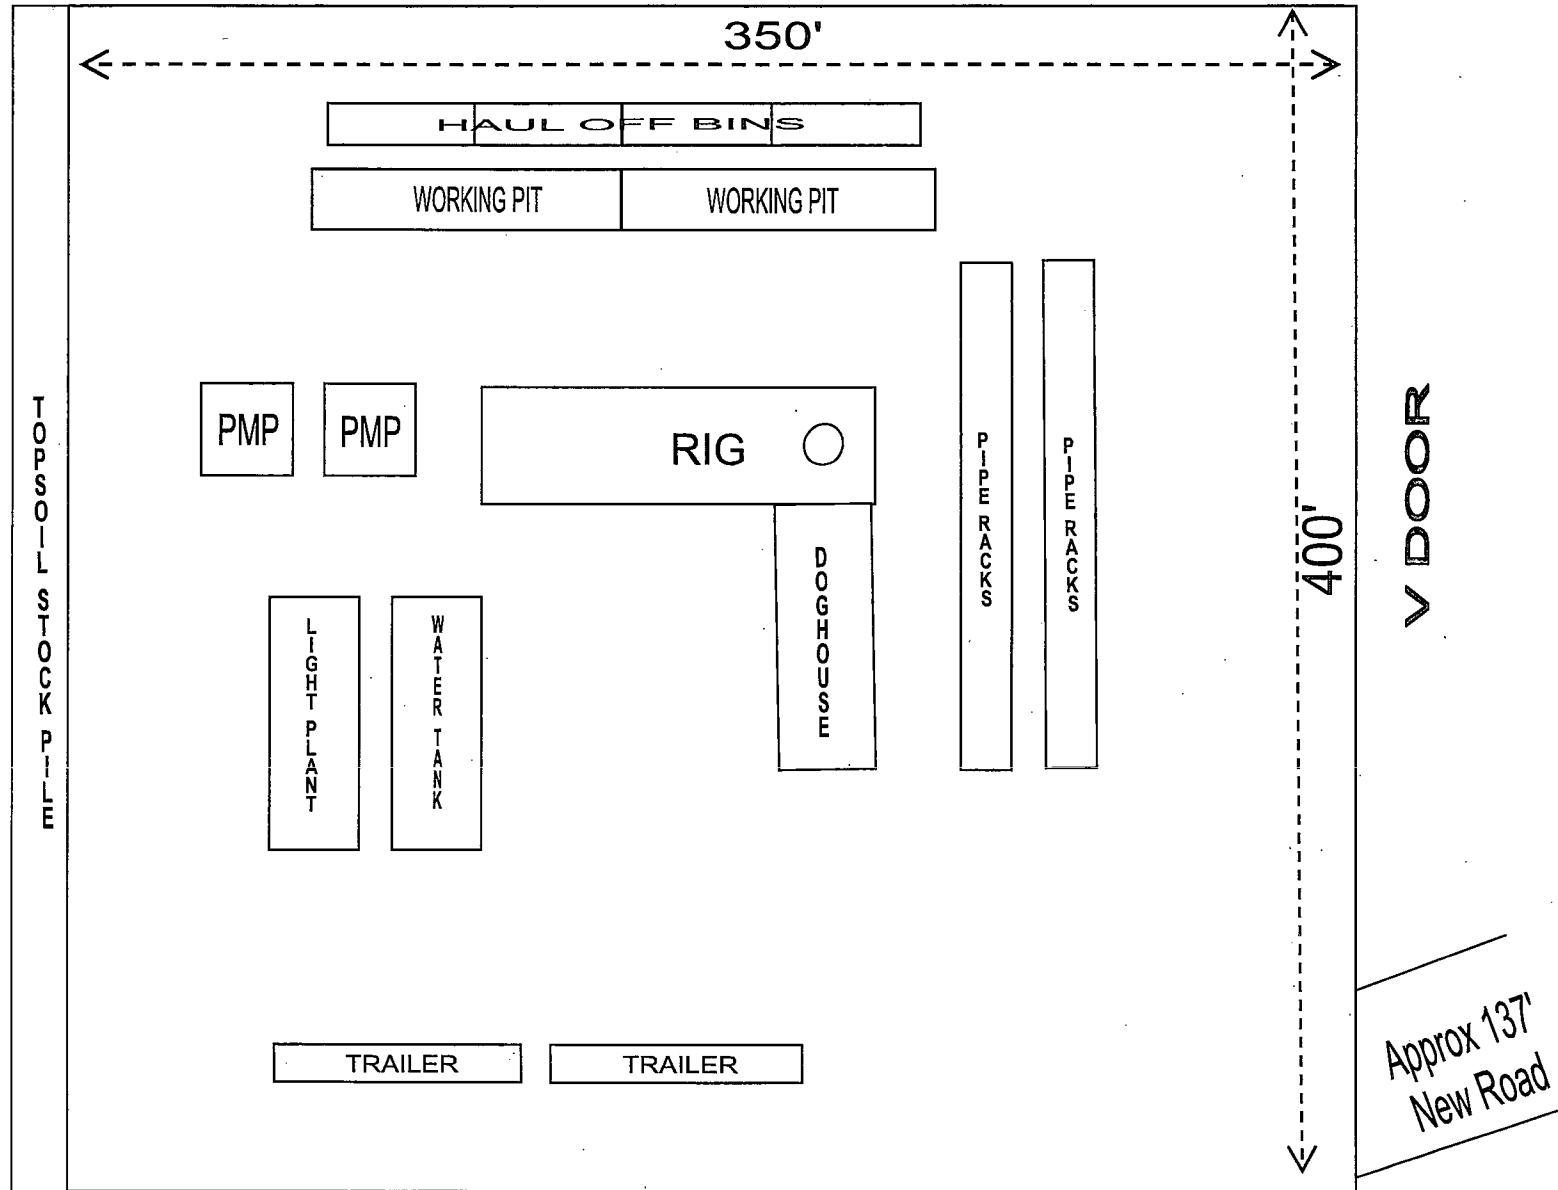 350'
HAUL OFF BINS
WORKING PIT
WORKING PIT
PMP
PMP
RIG
PIPE RACKS
PIPE RACKS
V DOOR
400'
TOPSOIL STOCK PILE
DOGHOUSE
LIGHT PLANT
WATER TANK
TRAILER
TRAILER
Approx 137'
New Road